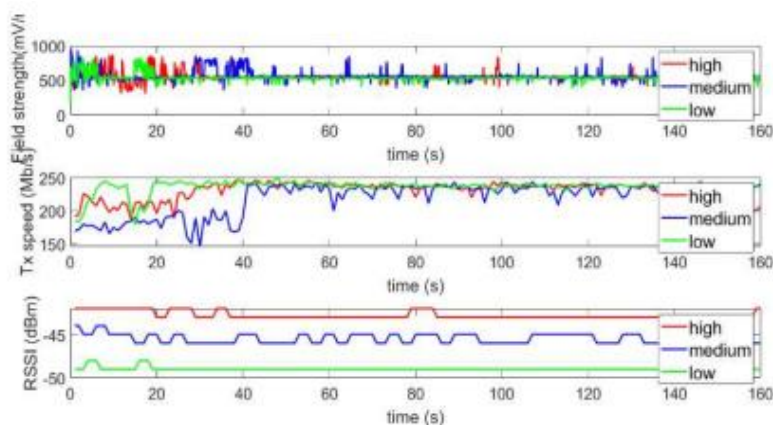 Field strength(mV/
1000
500
0
0 20 40 60 80 100 120 140 160
time (s)
high
medium
low
Tx speed (Mb/s)
250
200
150
0 20 40 60 80 100 120 140 160
time (s)
high
medium
low
RSSI (dBm)
-45
-50
0 20 40 60 80 100 120 140 160
time (s)
high
medium
low